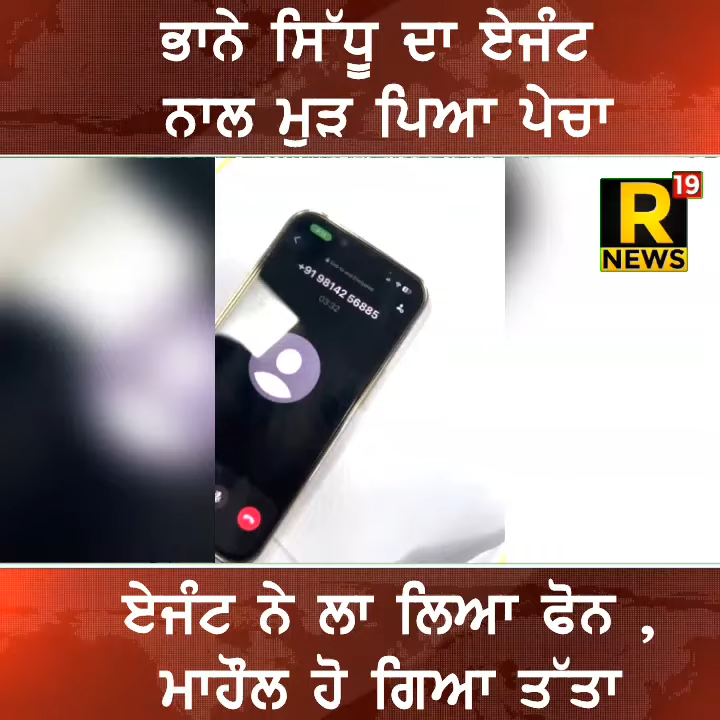 ਭਾਨੇ ਸਿੱਧੂ ਦਾ ਏਜੰਟ
ਨਾਲ ਮੁੜ ਪਿਆ ਪੇਚਾ
R 19
NEWS
+91 98142 56885
03:32
ਏਜੰਟ ਨੇ ਲਾ ਲਿਆ ਫੋਨ ,
ਮਾਹੌਲ ਹੋ ਗਿਆ ਤੱਤਾ